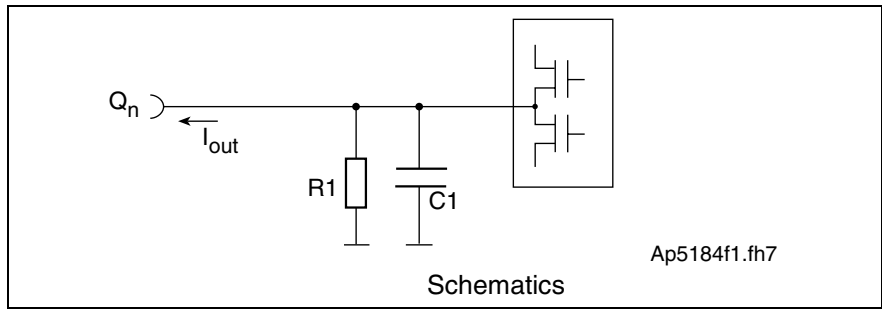 Qn
Iout
R1
C1
Ap5184f1.fh7
Schematics